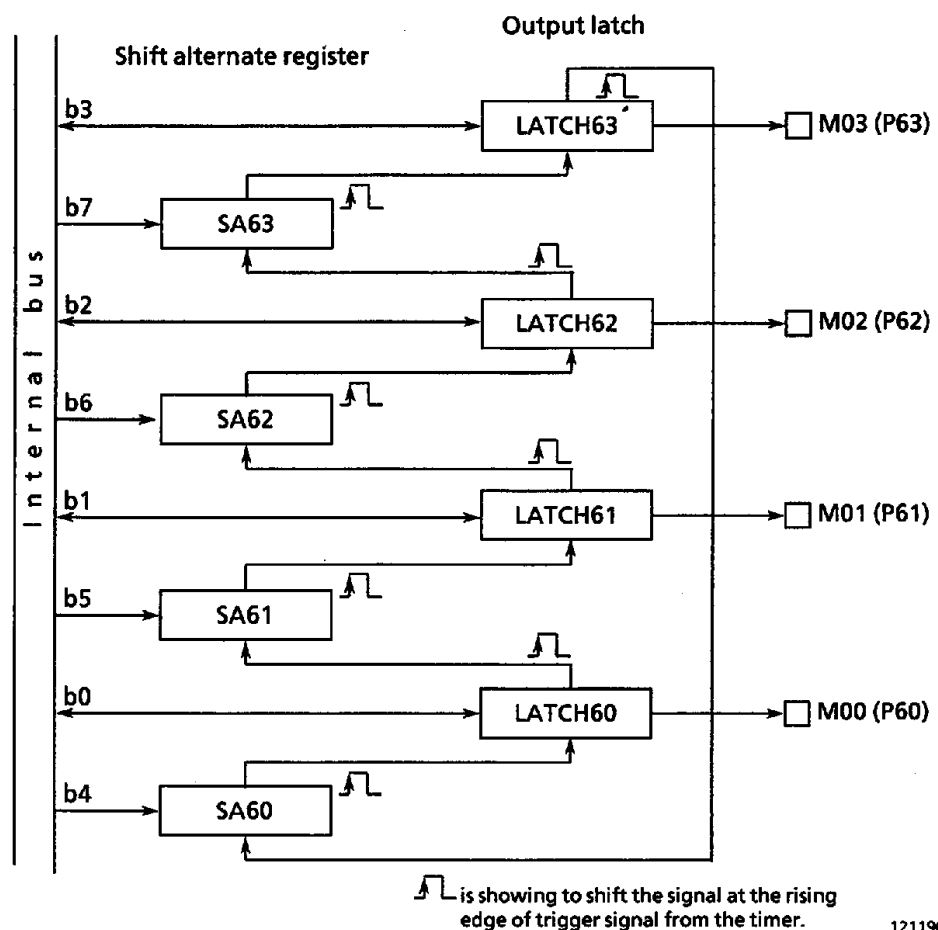 Output latch
Shift alternate register
b3
LATCH63
M03 (P63)
b7
SA63
Internal bus
b2
LATCH62
M02 (P62)
b6
SA62
b1
LATCH61
M01 (P61)
b5
SA61
b0
LATCH60
M00 (P60)
b4
SA60
is showing to shift the signal at the rising
edge of trigger signal from the timer.